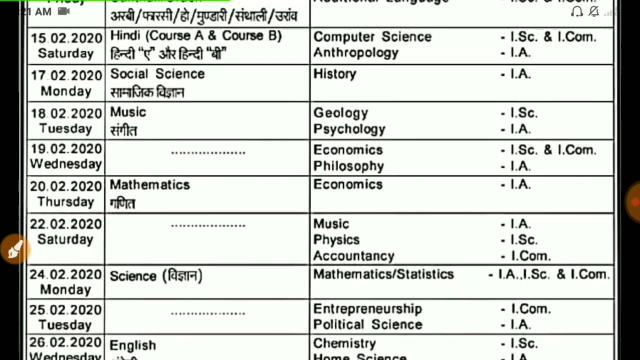 21 AM
अरबी/फारसी/हो/मुण्डारी/संथाली/उरांव
15.02.2020 Hindi (Course A & Course B) Computer Science - I.Sc. & I.Com.
Saturday हिन्दी “ए” और हिन्दी “बी” Anthropology - I.A.
17.02.2020 Social Science History - I.A.
Monday सामाजिक विज्ञान
18.02.2020 Music Geology - I.Sc.
Tuesday संगीत Psychology - I.A.
19.02.2020 ................... Economics - I.Sc. & I.Com.
Wednesday Philosophy - I.A.
20.02.2020 Mathematics Economics - I.A.
Thursday गणित
22.02.2020 ................... Music - I.A.
Saturday Physics - I.Sc.
Accountancy - I.Com.
24.02.2020 Science (विज्ञान) Mathematics/Statistics - I.A.,I.Sc. & I.Com.
Monday
25.02.2020 ................... Entrepreneurship - I.Com.
Tuesday Political Science - I.A.
26.02.2020 English Chemistry - I.Sc.
Wednesday Home Science - I.A.